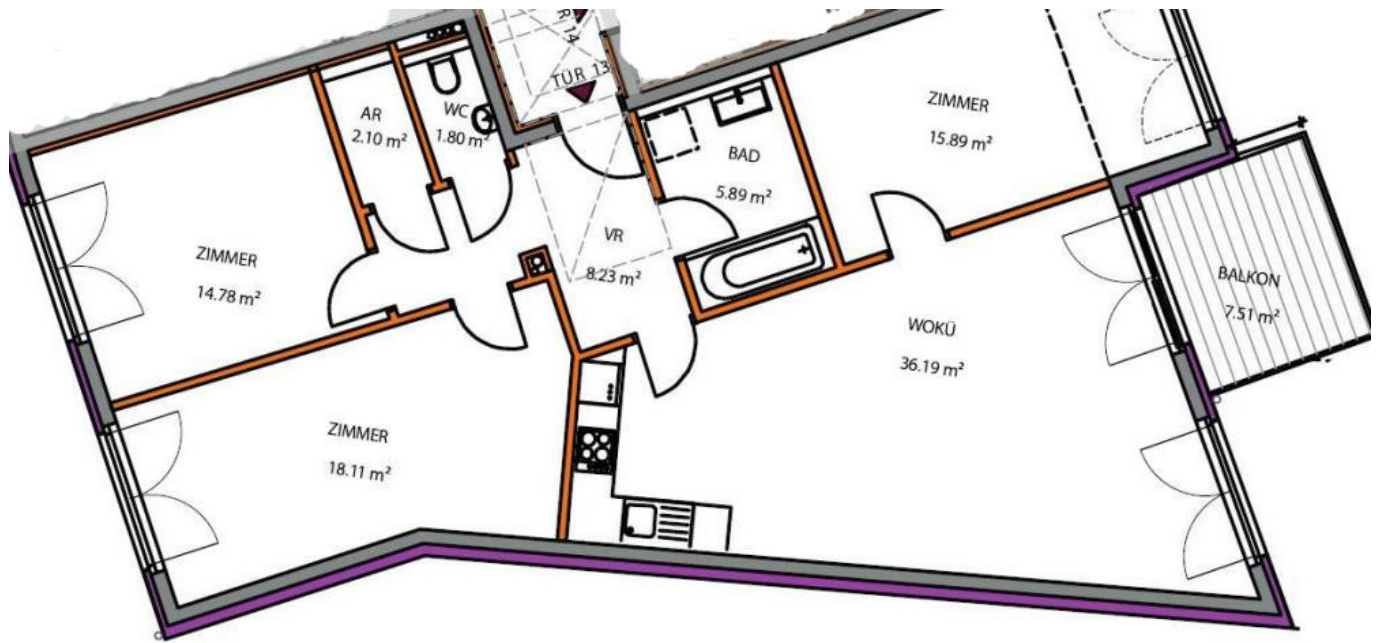 R 14
TÜR 13
AR
2.10 m²
WC
1.80 m²
BAD
5.89 m²
ZIMMER
15.89 m²
ZIMMER
14.78 m²
VR
8.23 m²
BALKON
7.51 m²
WOKÜ
36.19 m²
ZIMMER
18.11 m²